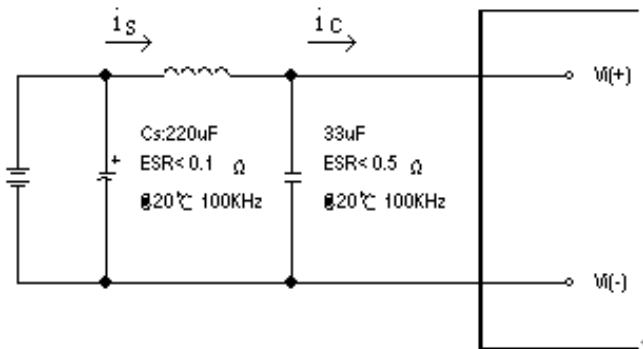 is ic
Vi(+)
Cs:220uF 33uF
+ ESR< 0.1 Ω ESR< 0.5 Ω
@20℃ 100KHz @20℃ 100KHz
Vi(-)